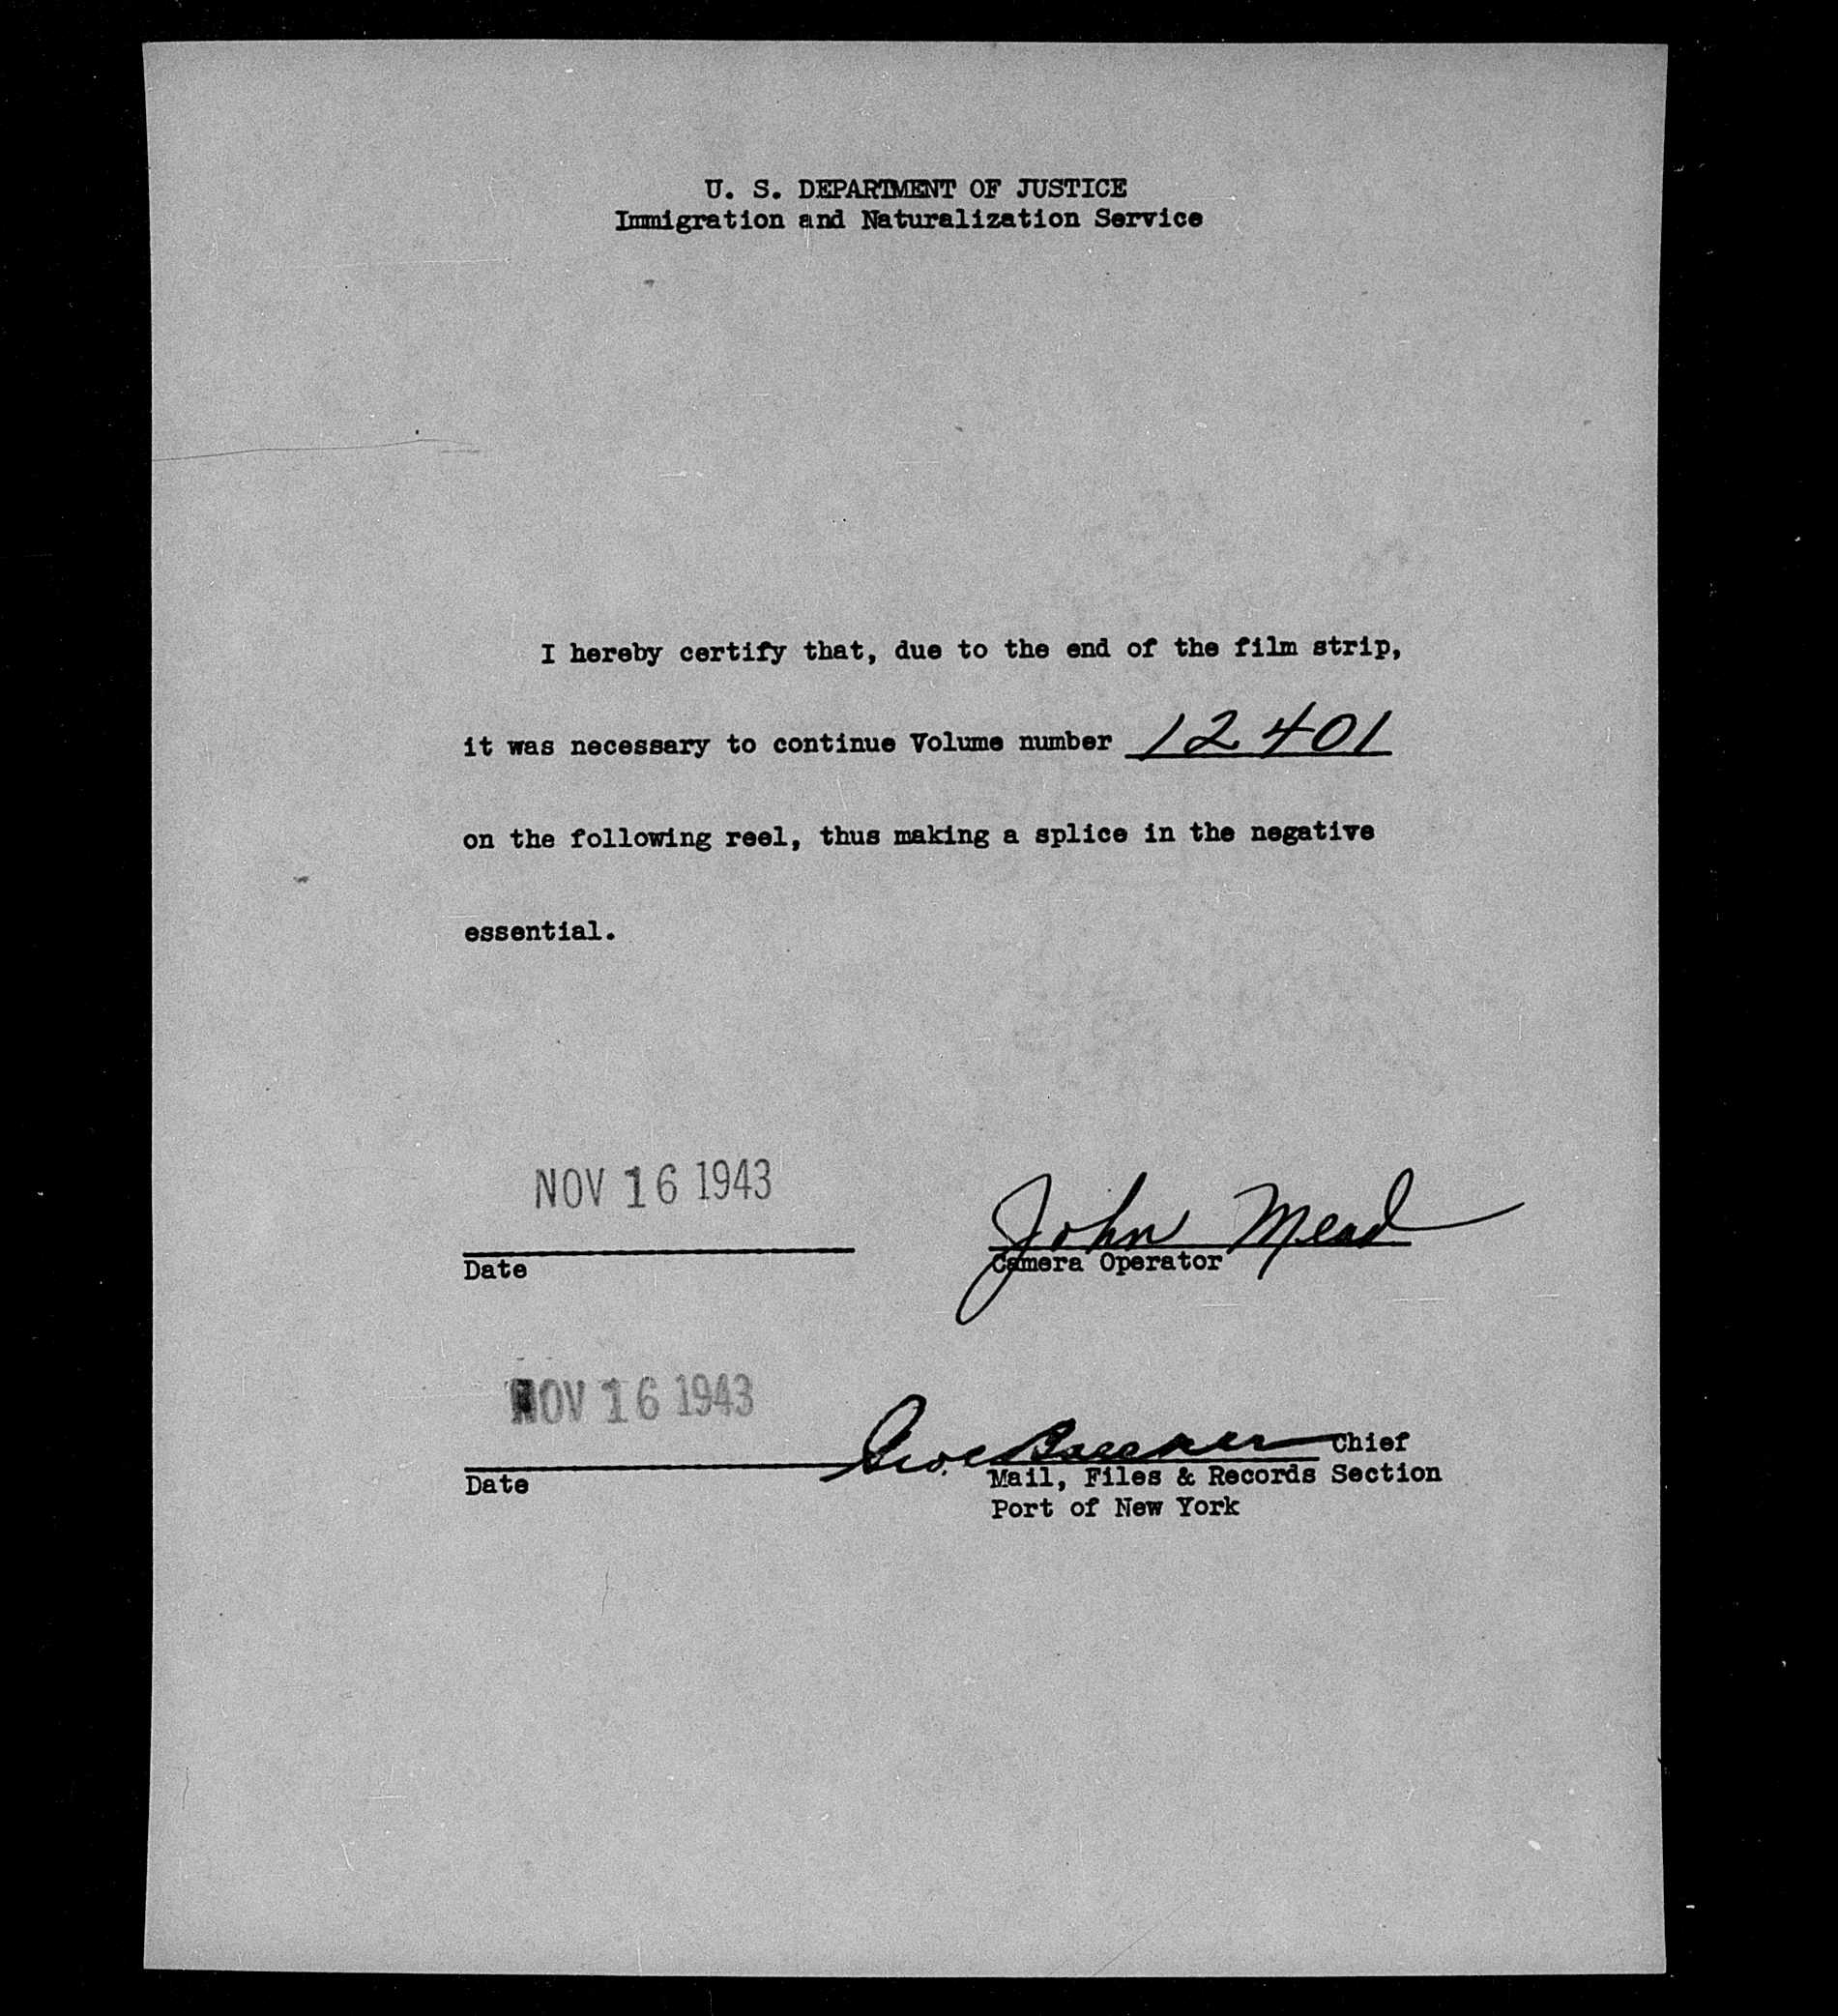 U. S. DEPARTMENT OF JUSTICE
Immigration and Naturalization Service
I hereby certify that, due to the end of the film strip,
it was necessary to continue Volume number 12401
on the following reel, thus making a splice in the negative
essential.
NOV 16 1943
John Mead
Date
Camera Operator
NOV 16 1943
Chief
Date
Mail, Files & Records Section
Port of New York